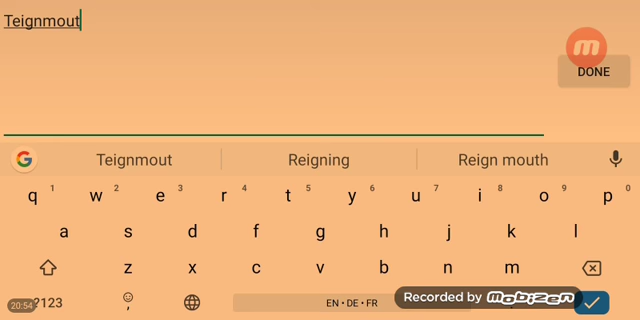 Teignmout
DONE
Teignmout Reigning Reign mouth
q 1 w 2 e 3 r 4 t 5 y 6 u 7 i 8 o 9 p 0
a s d f g h j k l
z x c v b n m
20:54 ?123 , EN • DE • FR Recorded by mobizen